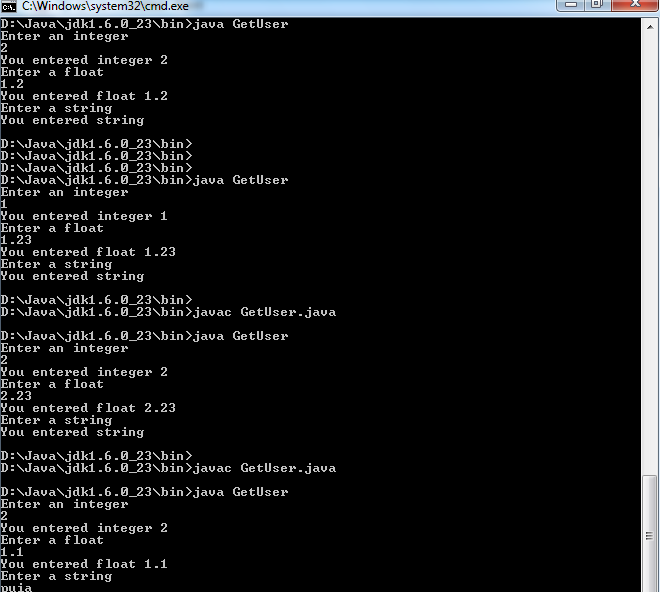 C:\Windows\system32\cmd.exe
D:\Java\jdk1.6.0_23\bin>java GetUser
Enter an integer
2
You entered integer 2
Enter a float
1.2
You entered float 1.2
Enter a string
You entered string
D:\Java\jdk1.6.0_23\bin>
D:\Java\jdk1.6.0_23\bin>
D:\Java\jdk1.6.0_23\bin>
D:\Java\jdk1.6.0_23\bin>java GetUser
Enter an integer
1
You entered integer 1
Enter a float
1.23
You entered float 1.23
Enter a string
You entered string
D:\Java\jdk1.6.0_23\bin>
D:\Java\jdk1.6.0_23\bin>javac GetUser.java
D:\Java\jdk1.6.0_23\bin>java GetUser
Enter an integer
2
You entered integer 2
Enter a float
2.23
You entered float 2.23
Enter a string
You entered string
D:\Java\jdk1.6.0_23\bin>
D:\Java\jdk1.6.0_23\bin>javac GetUser.java
D:\Java\jdk1.6.0_23\bin>java GetUser
Enter an integer
2
You entered integer 2
Enter a float
1.1
You entered float 1.1
Enter a string
puja